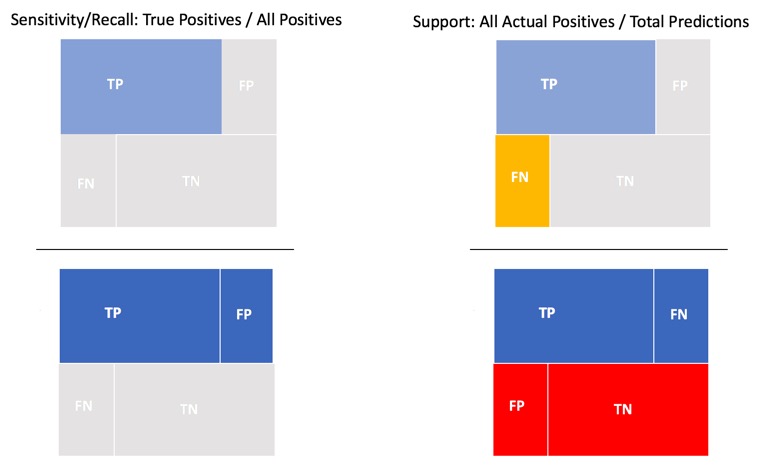 Sensitivity/Recall: True Positives / All Positives
Support: All Actual Positives / Total Predictions
TP FP
TP FP
FN TN
FN TN
TP FP
TP FN
FN TN
FP TN